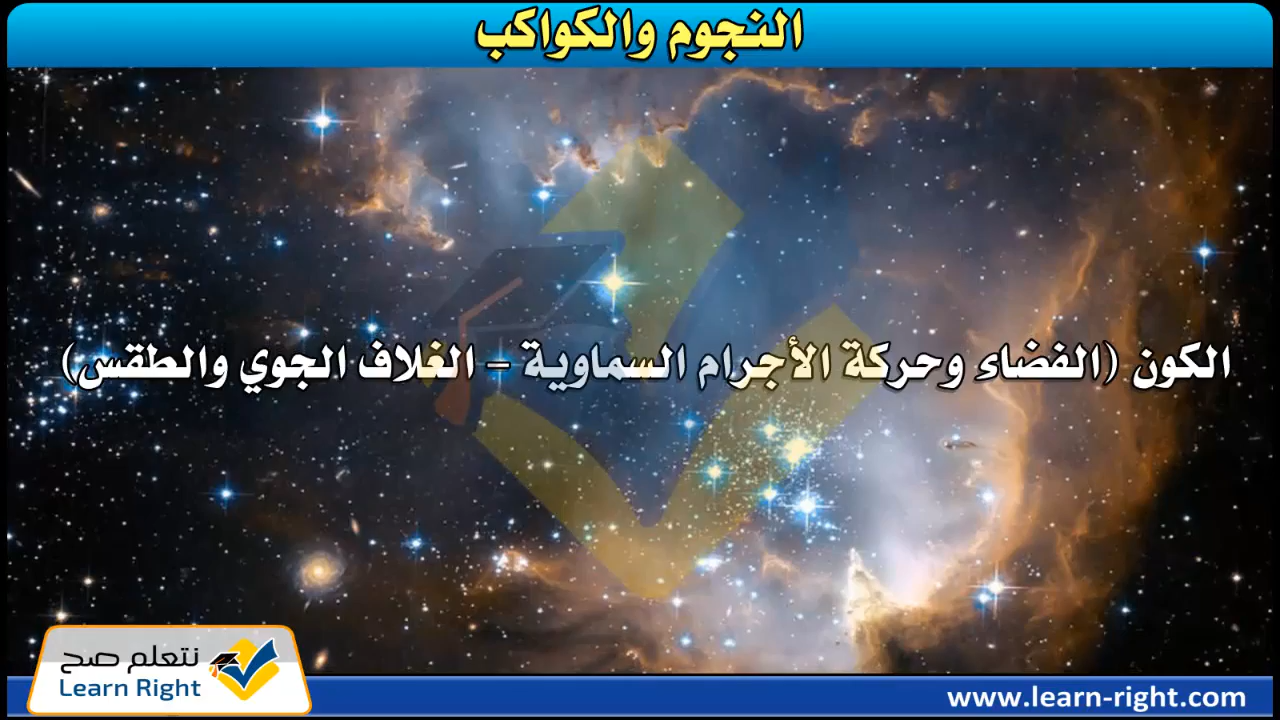 النجوم والكواكب
الكون (الفضاء وحركة الأجرام السماوية – الغلاف الجوي والطقس)
نتعلم صح
Learn Right
www.learn-right.com